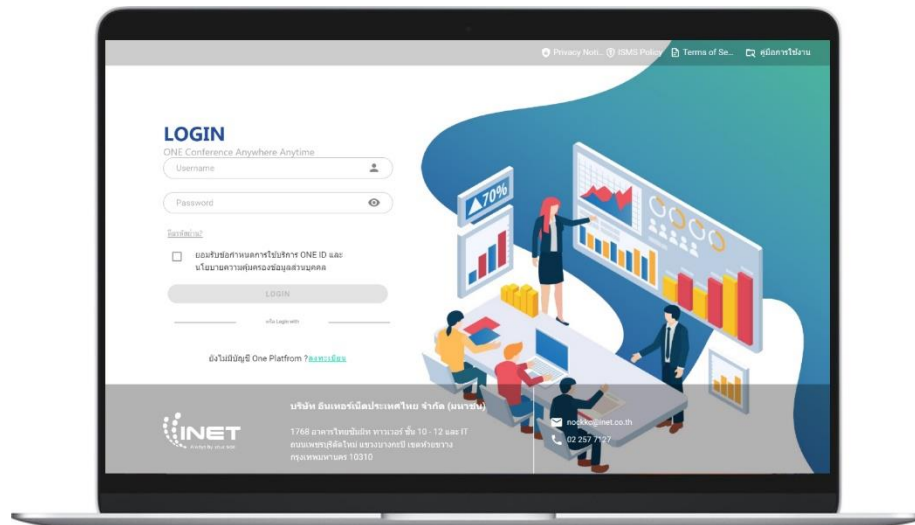 Privacy Noti... ISMS Policy Terms of Se... คู่มือการใช้งาน
LOGIN
ONE Conference Anywhere Anytime
Username
Password
ลืมรหัสผ่าน?
ยอมรับข้อกำหนดการใช้บริการ ONE ID และ
นโยบายความคุ้มครองข้อมูลส่วนบุคคล
LOGIN
หรือ Login with
ยังไม่มีบัญชี One Platfrom ?ลงทะเบียน
70%
INET
บริษัท อินเทอร์เน็ตประเทศไทย จำกัด (มหาชน)
1768 อาคารไทยซัมมิท ทาวเวอร์ ชั้น 10 - 12 และ IT
ถนนเพชรบุรีตัดใหม่ แขวงบางกะปิ เขตห้วยขวาง
กรุงเทพมหานคร 10310
02 257 7127